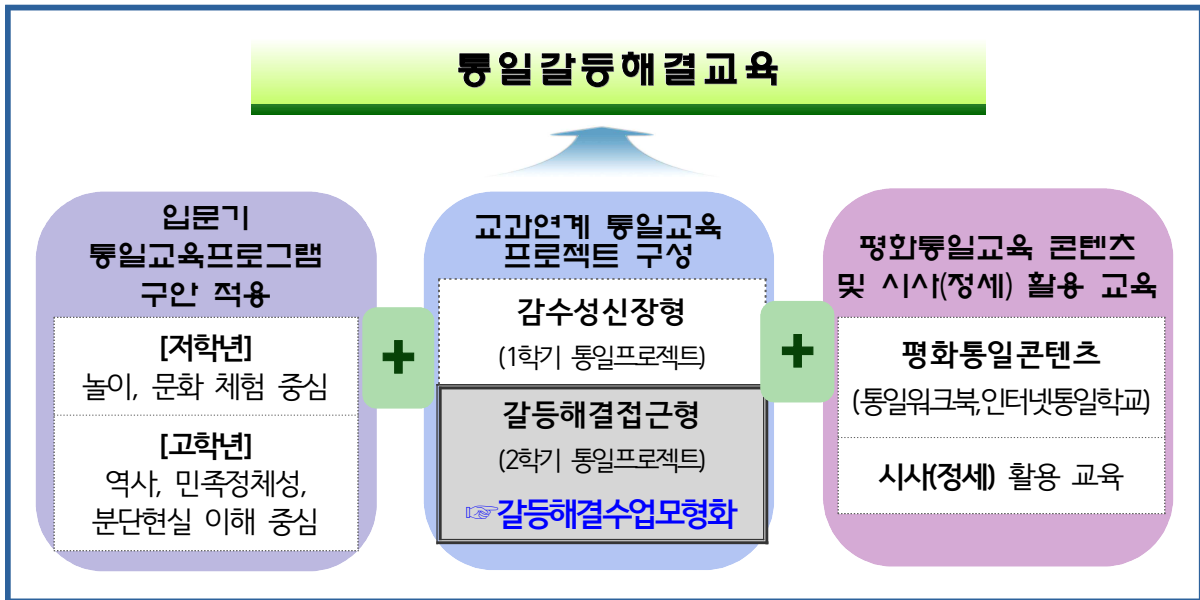 통일갈등해결교육
입문기
통일교육프로그램
구안 적용
[저학년]
놀이, 문화 체험 중심
[고학년]
역사, 민족정체성,
분단현실 이해 중심
+
교과연계 통일교육
프로젝트 구성
감수성신장형
(1학기 통일프로젝트)
갈등해결접근형
(2학기 통일프로젝트)
☞갈등해결수업모형화
+
평화통일교육 콘텐츠
및 시사(정세) 활용 교육
평화통일콘텐츠
(통일워크북,인터넷통일학교)
시사(정세) 활용 교육